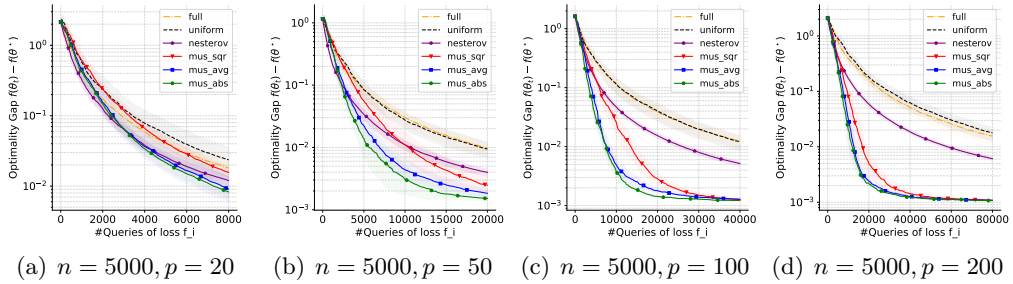 Optimality Gap f(θ_t) − f(θ*)
10^0
10^−1
10^−2
0 20000 40000 60000 80000
#Queries of loss f_i
full
uniform
nesterov
mus_sqr
mus_avg
mus_abs
(a) n = 5000, p = 20
Optimality Gap f(θ_t) − f(θ*)
10^0
10^−1
10^−2
10^−3
0 5000 10000 15000 20000
#Queries of loss f_i
full
uniform
nesterov
mus_sqr
mus_avg
mus_abs
(b) n = 5000, p = 50
Optimality Gap f(θ_t) − f(θ*)
10^0
10^−1
10^−2
10^−3
0 10000 20000 30000 40000
#Queries of loss f_i
full
uniform
nesterov
mus_sqr
mus_avg
mus_abs
(c) n = 5000, p = 100
Optimality Gap f(θ_t) − f(θ*)
10^0
10^−1
10^−2
10^−3
0 20000 40000 60000 80000
#Queries of loss f_i
full
uniform
nesterov
mus_sqr
mus_avg
mus_abs
(d) n = 5000, p = 200